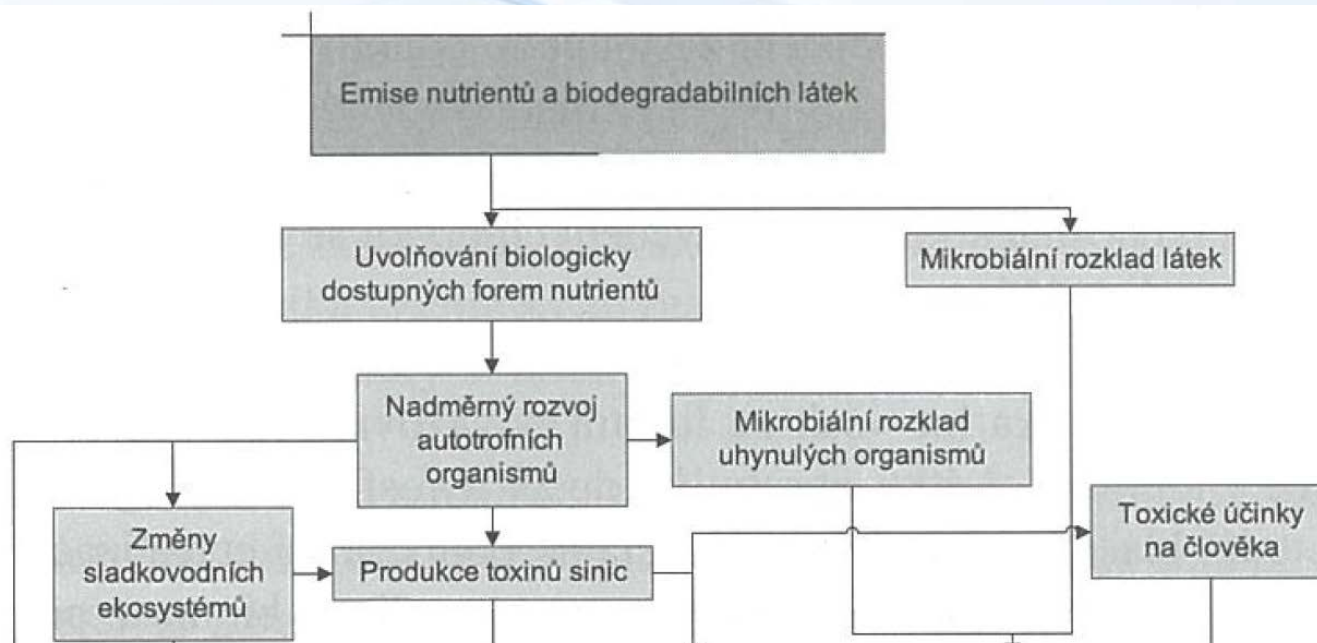 Emise nutrientů a biodegradabilních látek
Uvolňování biologicky
dostupných forem nutrientů
Mikrobiální rozklad látek
Nadměrný rozvoj
autotrofních
organismů
Mikrobiální rozklad
uhynulých organismů
Změny
sladkovodních
ekosystémů
Produkce toxinů sinic
Toxické účinky
na člověka